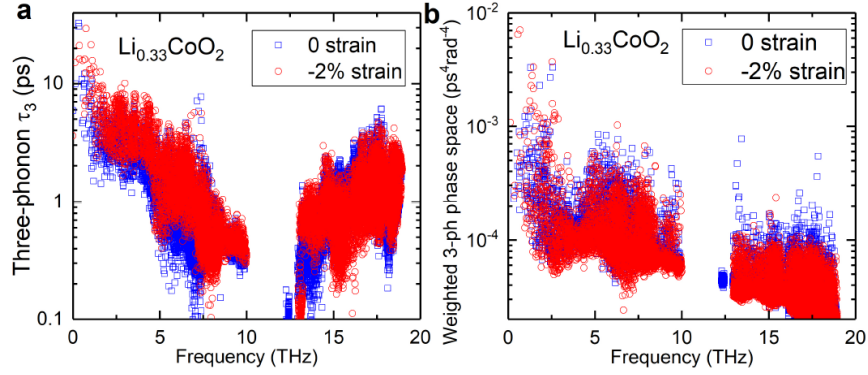 a
Li0.33CoO2
0 strain
-2% strain
Three-phonon τ3 (ps)
10
1
0.1
0
5
10
15
20
Frequency (THz)
b
Li0.33CoO2
0 strain
-2% strain
Weighted 3-ph phase space (ps⁴rad⁻⁴)
10⁻²
10⁻³
10⁻⁴
0
5
10
15
20
Frequency (THz)